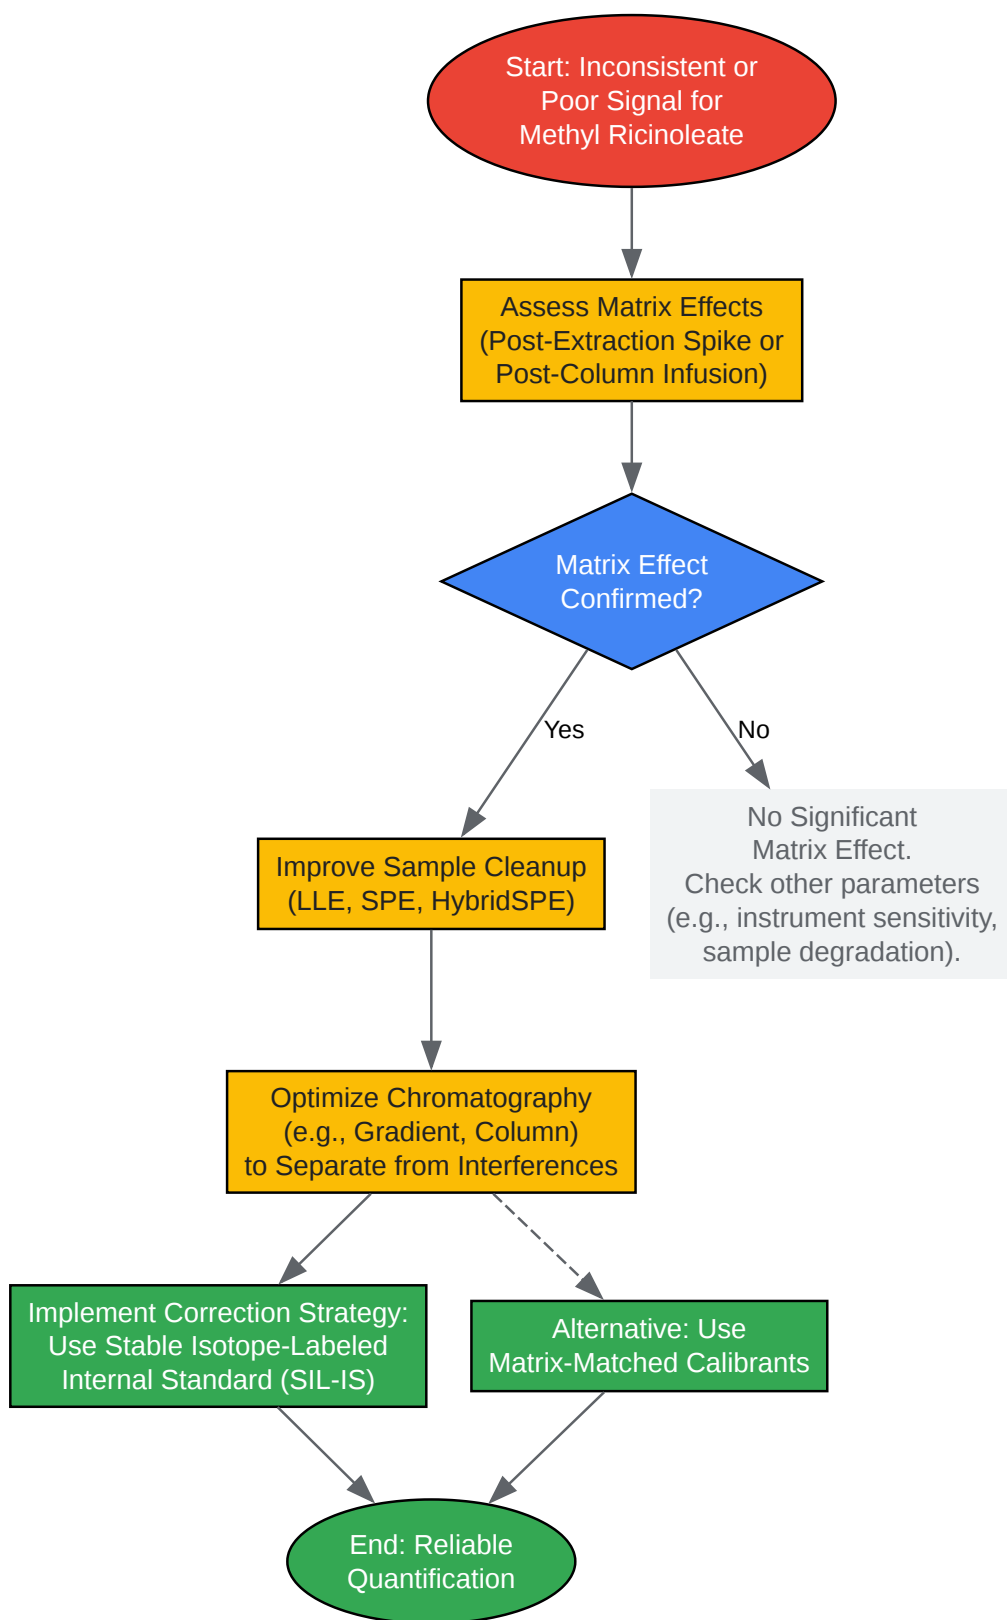 Start: Inconsistent or
Poor Signal for
Methyl Ricinoleate
Assess Matrix Effects
(Post-Extraction Spike or
Post-Column Infusion)
Matrix Effect
Confirmed?
Yes
No
No Significant
Matrix Effect.
Check other parameters
(e.g., instrument sensitivity,
sample degradation).
Improve Sample Cleanup
(LLE, SPE, HybridSPE)
Optimize Chromatography
(e.g., Gradient, Column)
to Separate from Interferences
Implement Correction Strategy:
Use Stable Isotope-Labeled
Internal Standard (SIL-IS)
Alternative: Use
Matrix-Matched Calibrants
End: Reliable
Quantification